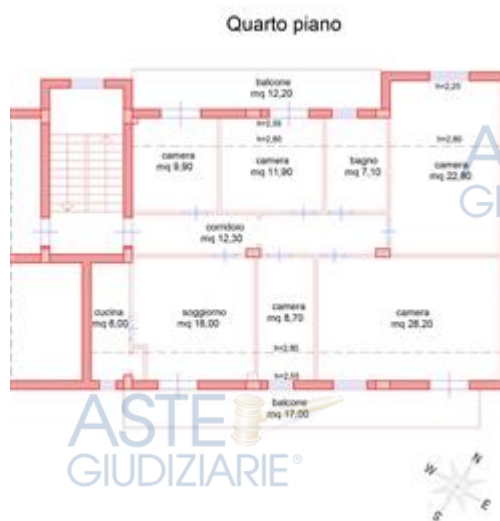 Quarto piano
balcone
mq 12,20
h=2,25
h=2,55
h=2,80
h=2,80
camera
mq 9,90
camera
mq 11,90
bagno
mq 7,10
camera
mq 22,80
A
G
corridoio
mq 12,30
cucina
mq 6,00
soggiorno
mq 18,00
camera
mq 8,70
camera
mq 28,20
h=2,80
h=2,55
balcone
mq 17,00
ASTE
GIUDIZIARIE®
N
W
E
S